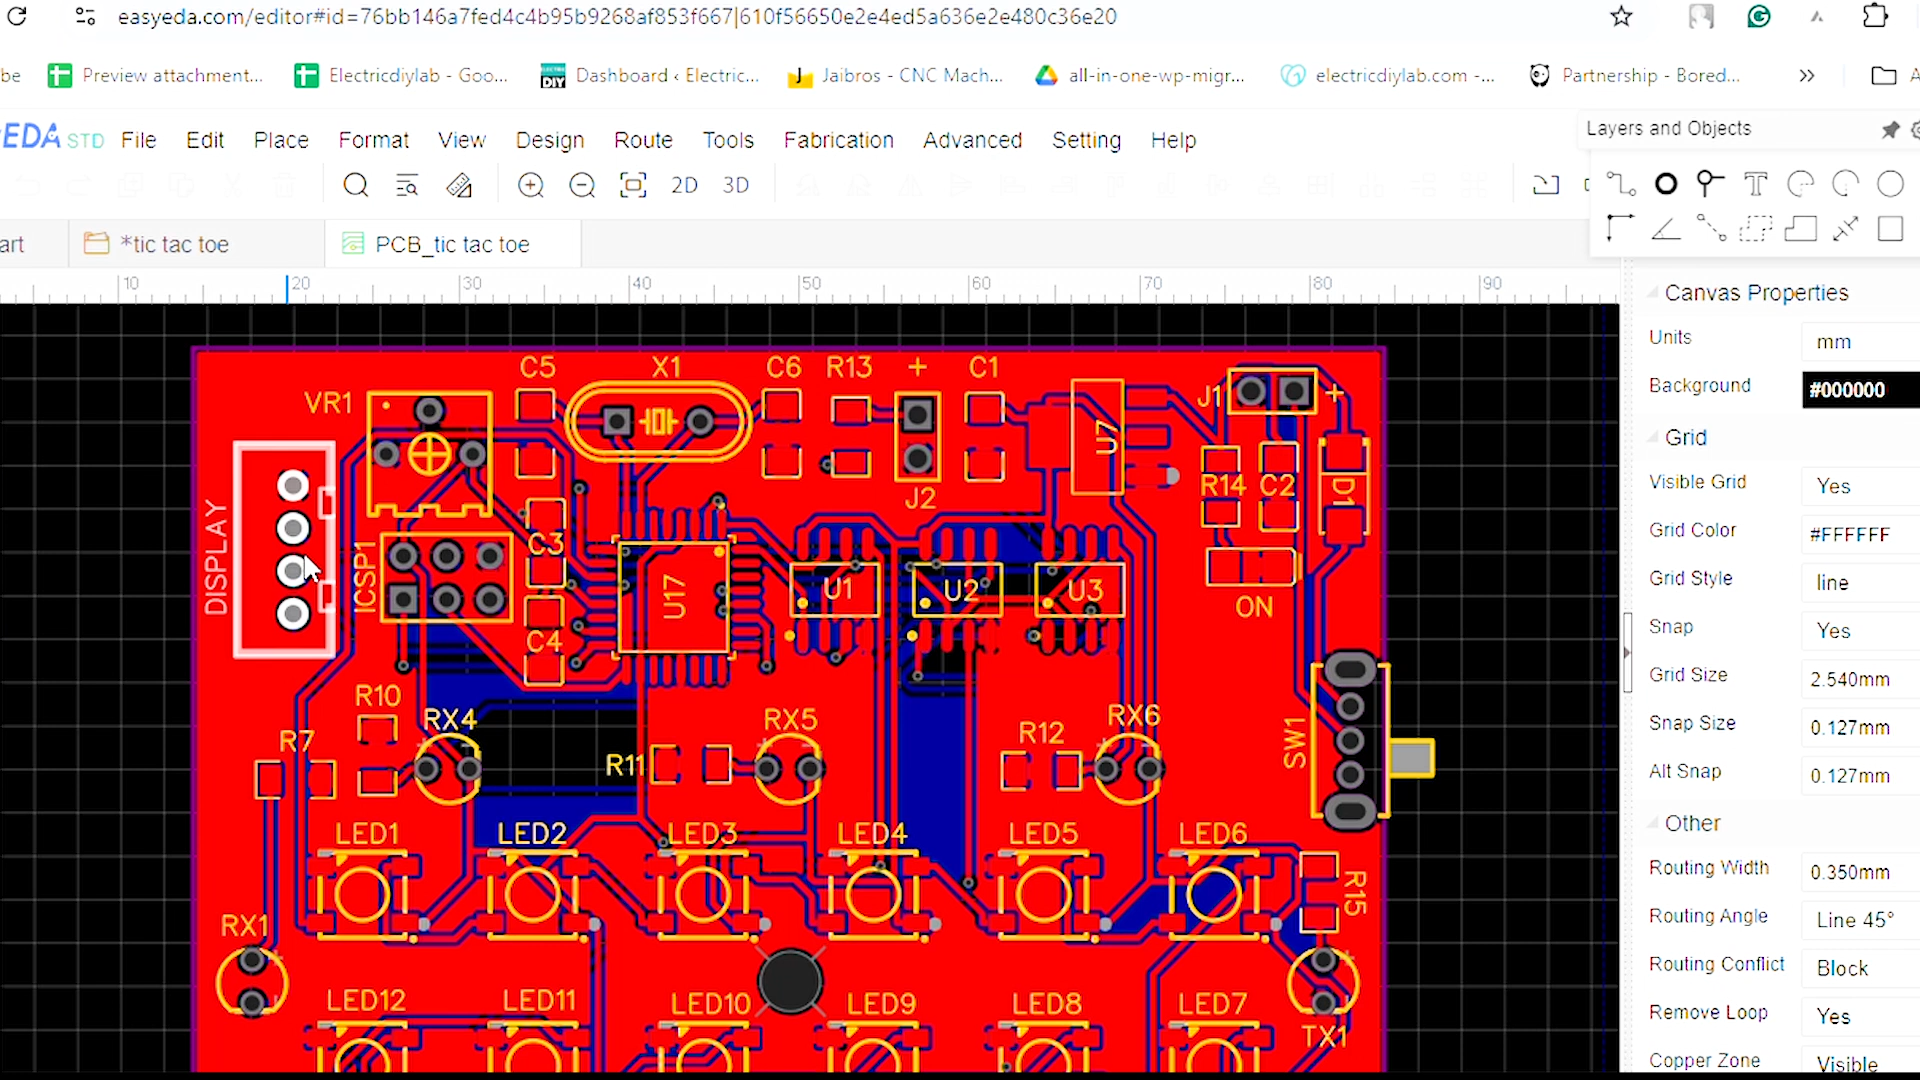 easyeda.com/editor#id=76bb146a7fed4c4b95b9268af853f667|610f56650e2e4ed5a636e2e480c36e20
be Preview attachment... Electricdiylab - Goo... Dashboard ‹ Electric... Jaibros - CNC Mach... all-in-one-wp-migr... electricdiylab.com -... Partnership - Bored... » A
EDA STD File Edit Place Format View Design Route Tools Fabrication Advanced Setting Help
Layers and Objects
2D 3D
art *tic tac toe PCB_tic tac toe
10 20 30 40 50 60 70 80 90
Canvas Properties
Units mm
Background #000000
Grid
Visible Grid Yes
Grid Color #FFFFFF
Grid Style line
Snap Yes
Grid Size 2.540mm
Snap Size 0.127mm
Alt Snap 0.127mm
Other
Routing Width 0.350mm
Routing Angle Line 45°
Routing Conflict Block
Remove Loop Yes
Copper Zone Visible
C5 X1 C6 R13 + C1
VR1 J1 +
U7
J2 R14 C2 D1
DISPLAY ICSP1 C3 U17 U1 U2 U3
ON
C4
R10 RX4 RX5 R12 RX6 SW1
R7 R11
LED1 LED2 LED3 LED4 LED5 LED6
R15
RX1
LED12 LED11 LED10 LED9 LED8 LED7
TX1